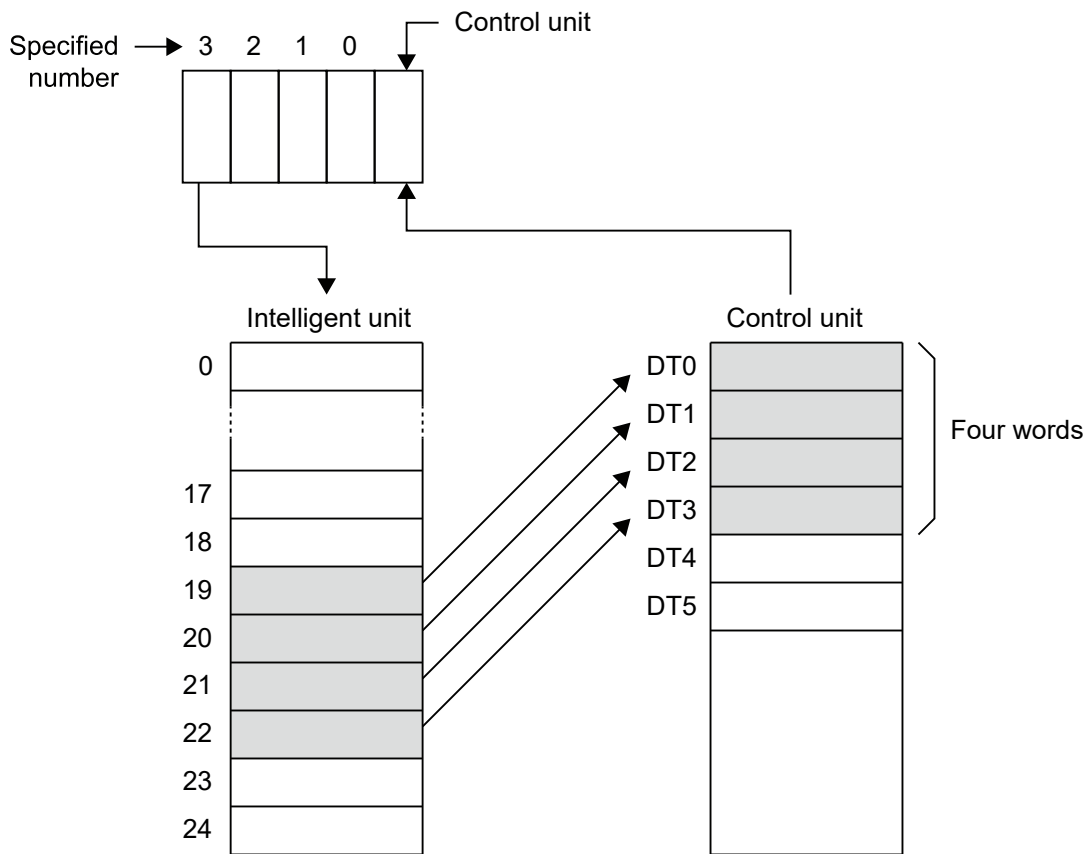 Control unit
Specified
number
3 2 1 0
Intelligent unit
Control unit
0
17
18
19
20
21
22
23
24
DT0
DT1
DT2
DT3
DT4
DT5
Four words